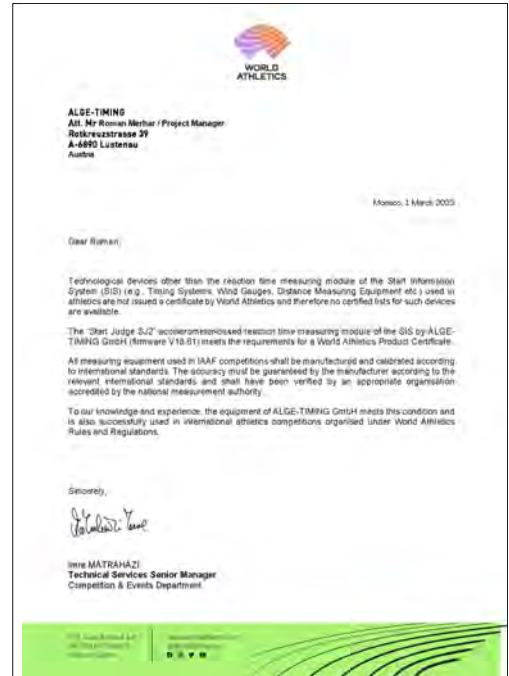 WORLD
ATHLETICS
ALGE-TIMING
Att. Mr Roman Merhar / Project Manager
Rotkreuzstrasse 39
A-6890 Lustenau
Austria
Monaco, 1 March 2023
Dear Roman,
Technological devices other than the reaction time measuring module of the Start Information
System (SIS) (e.g., Timing Systems, Wind Gauges, Distance Measuring Equipment etc.) used in
athletics are not issued a certificate by World Athletics and therefore no certified lists for such devices
are available.
The "Start Judge SJ2" accelerometer-based reaction time measuring module of the SIS by ALGE-
TIMING GmbH (firmware) meets the requirements for a World Athletics Product Certificate.
All measuring equipment used in IAAF competitions shall be manufactured and calibrated according
to international standards. The accuracy must be guaranteed by the manufacturer according to the
relevant international standards and shall have been verified by an appropriate organisation
accredited by the national measurement authority.
To our knowledge and experience, the equipment of ALGE-TIMING GmbH meets this condition and
is also successfully used in international athletics competitions organised under World Athletics
Rules and Regulations.
Sincerely,
Imre MATRAHAZI
Technical Services Senior Manager
Competition & Events Department